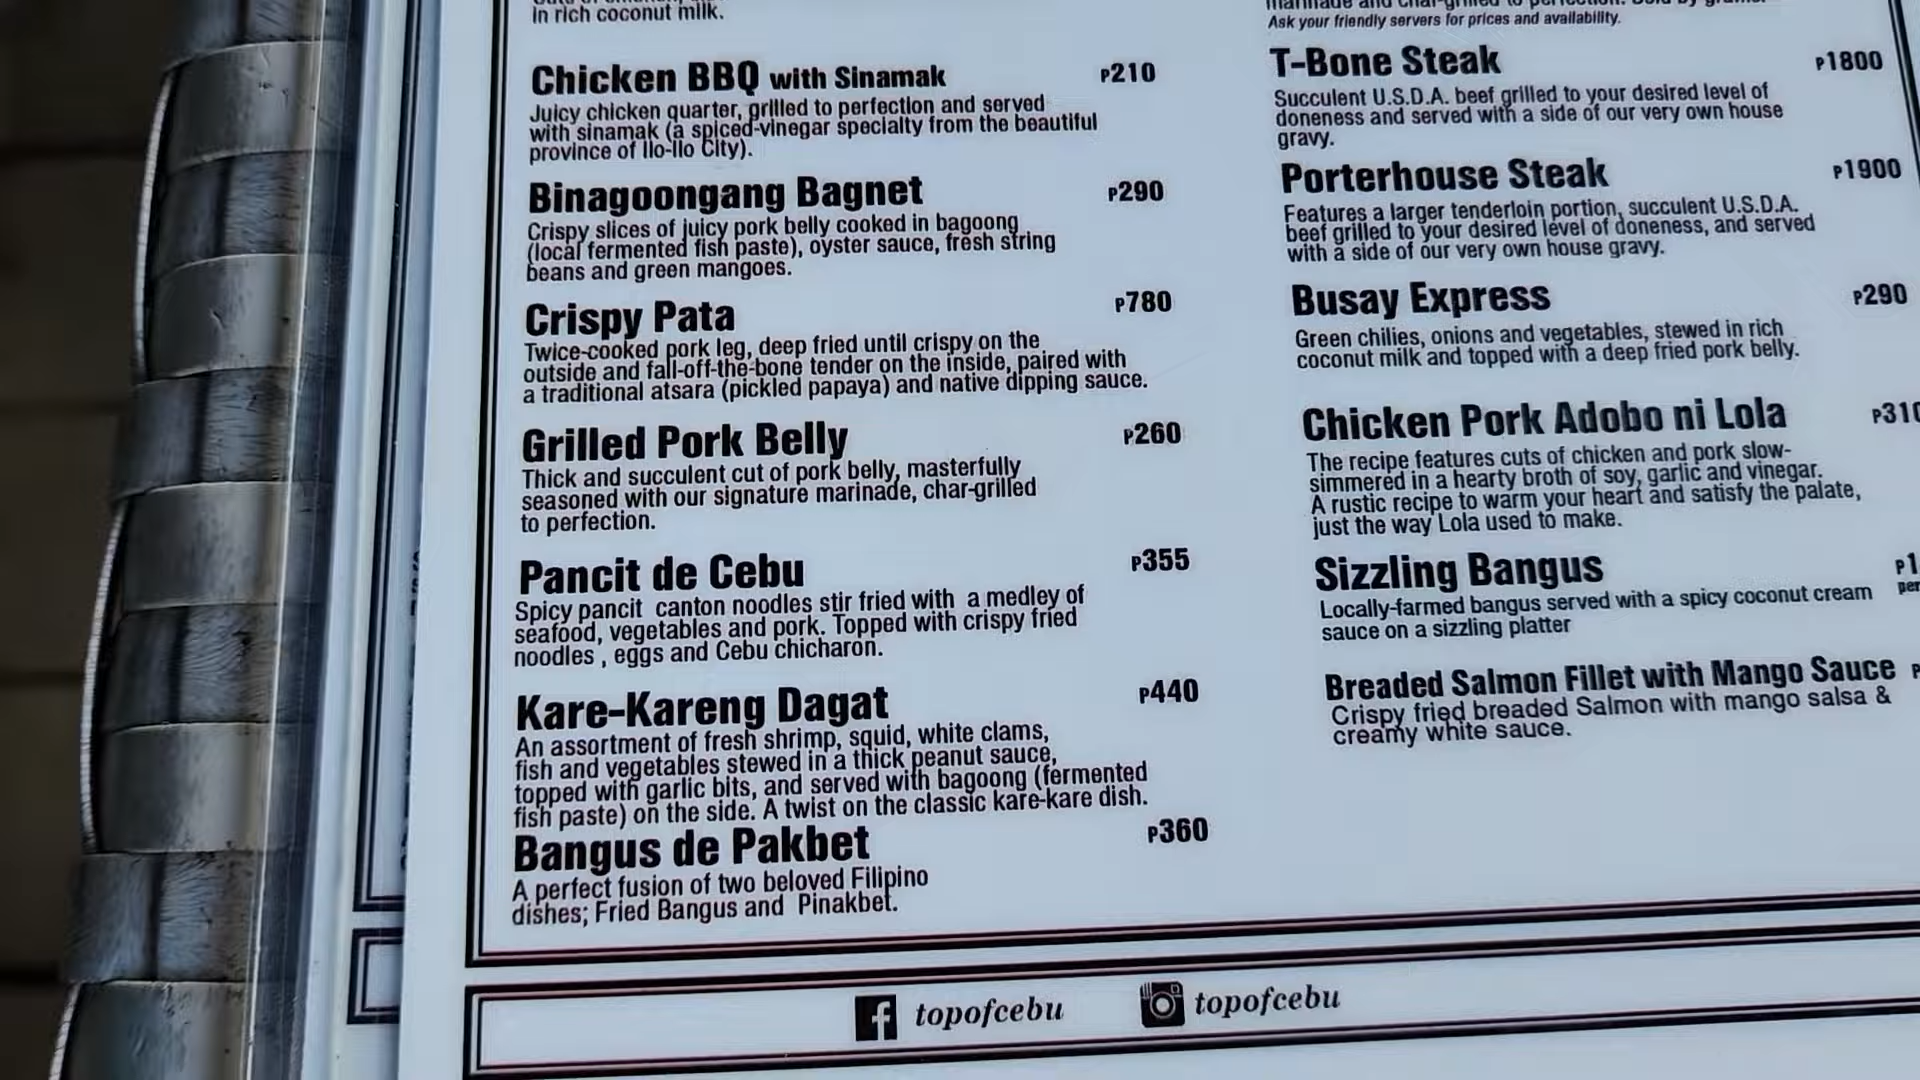 in rich coconut milk.
Chicken BBQ with Sinamak ₱210
Juicy chicken quarter, grilled to perfection and served
with sinamak (a spiced-vinegar specialty from the beautiful
province of Ilo-Ilo City).
Binagoongang Bagnet ₱290
Crispy slices of juicy pork belly cooked in bagoong
(local fermented fish paste), oyster sauce, fresh string
beans and green mangoes.
Crispy Pata ₱780
Twice-cooked pork leg, deep fried until crispy on the
outside and fall-off-the-bone tender on the inside, paired with
a traditional atsara (pickled papaya) and native dipping sauce.
Grilled Pork Belly ₱260
Thick and succulent cut of pork belly, masterfully
seasoned with our signature marinade, char-grilled
to perfection.
Pancit de Cebu ₱355
Spicy pancit canton noodles stir fried with a medley of
seafood, vegetables and pork. Topped with crispy fried
noodles , eggs and Cebu chicharon.
Kare-Kareng Dagat ₱440
An assortment of fresh shrimp, squid, white clams,
fish and vegetables stewed in a thick peanut sauce,
topped with garlic bits, and served with bagoong (fermented
fish paste) on the side. A twist on the classic kare-kare dish.
Bangus de Pakbet ₱360
A perfect fusion of two beloved Filipino
dishes; Fried Bangus and Pinakbet.
Ask your friendly servers for prices and availability.
T-Bone Steak ₱1800
Succulent U.S.D.A. beef grilled to your desired level of
doneness and served with a side of our very own house
gravy.
Porterhouse Steak ₱1900
Features a larger tenderloin portion, succulent U.S.D.A.
beef grilled to your desired level of doneness, and served
with a side of our very own house gravy.
Busay Express ₱290
Green chilies, onions and vegetables, stewed in rich
coconut milk and topped with a deep fried pork belly.
Chicken Pork Adobo ni Lola ₱310
The recipe features cuts of chicken and pork slow-
simmered in a hearty broth of soy, garlic and vinegar.
A rustic recipe to warm your heart and satisfy the palate,
just the way Lola used to make.
Sizzling Bangus
Locally-farmed bangus served with a spicy coconut cream per
sauce on a sizzling platter
Breaded Salmon Fillet with Mango Sauce
Crispy fried breaded Salmon with mango salsa &
creamy white sauce.
topofcebu topofcebu